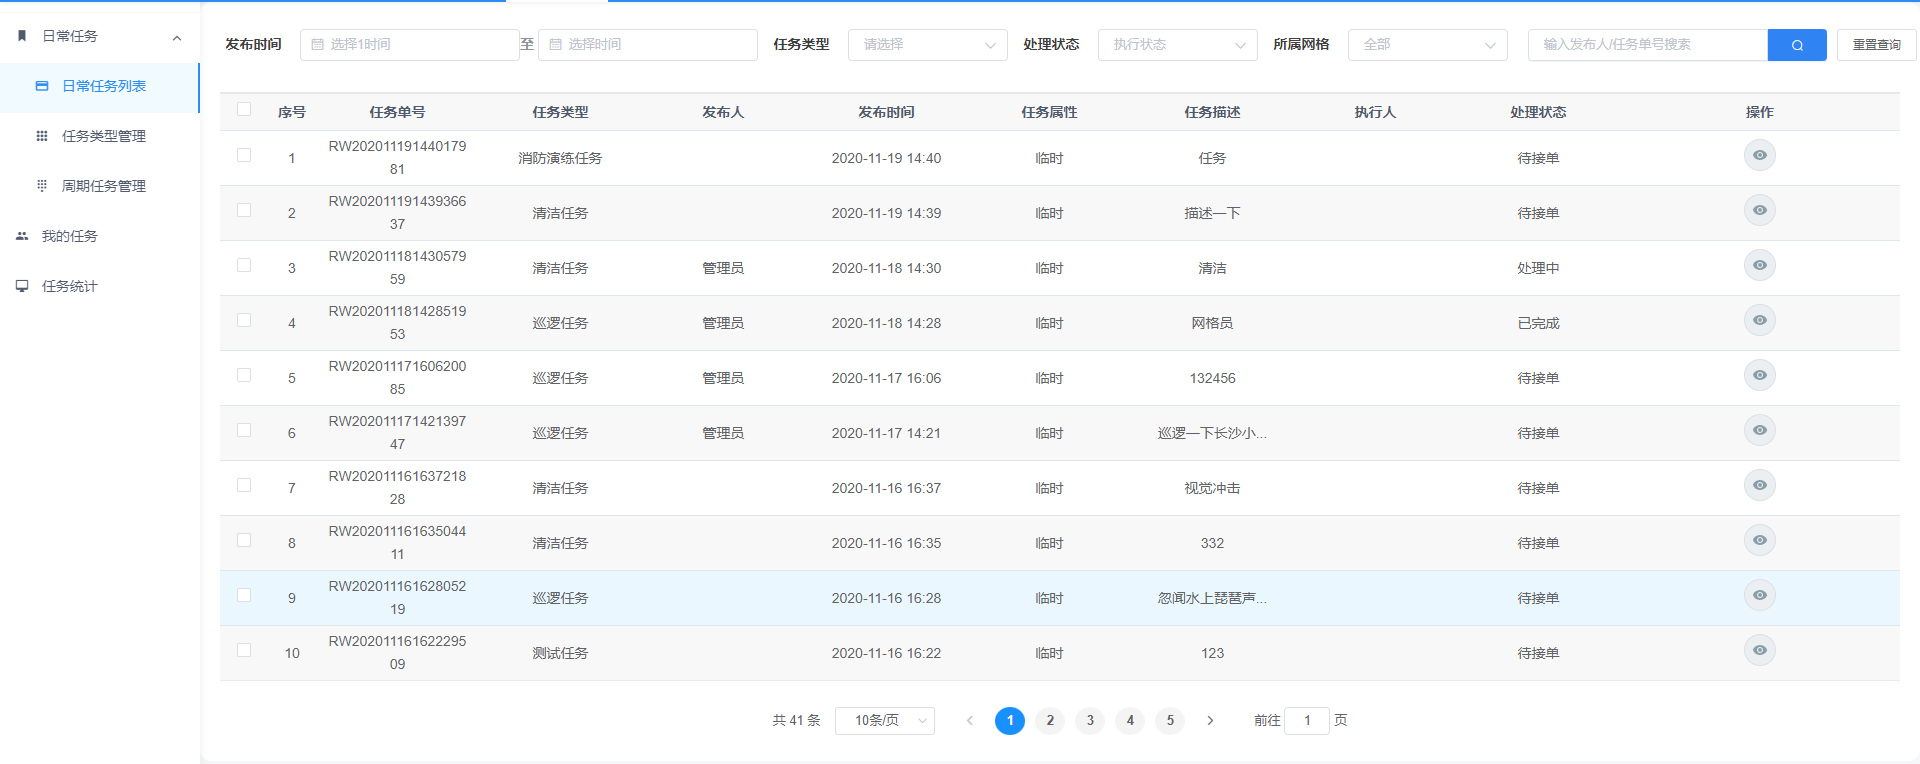 日常任务
日常任务列表
任务类型管理
周期任务管理
我的任务
任务统计
发布时间 选择1时间 至 选择时间 任务类型 请选择 处理状态 执行状态 所属网格 全部 输入发布人/任务单号搜索 重置查询
序号 任务单号 任务类型 发布人 发布时间 任务属性 任务描述 执行人 处理状态 操作
1 RW20201119144017981 消防演练任务 2020-11-19 14:40 临时 任务 待接单
2 RW20201119143936637 清洁任务 2020-11-19 14:39 临时 描述一下 待接单
3 RW20201118143057959 清洁任务 管理员 2020-11-18 14:30 临时 清洁 处理中
4 RW20201118142851953 巡逻任务 管理员 2020-11-18 14:28 临时 网格员 已完成
5 RW20201117160620085 巡逻任务 管理员 2020-11-17 16:06 临时 132456 待接单
6 RW20201117142139747 巡逻任务 管理员 2020-11-17 14:21 临时 巡逻一下长沙小... 待接单
7 RW20201116163721828 清洁任务 2020-11-16 16:37 临时 视觉冲击 待接单
8 RW20201116163504411 清洁任务 2020-11-16 16:35 临时 332 待接单
9 RW20201116162805219 巡逻任务 2020-11-16 16:28 临时 忽闻水上琵琶声... 待接单
10 RW20201116162229509 测试任务 2020-11-16 16:22 临时 123 待接单
共 41 条 10条/页 1 2 3 4 5 前往 1 页